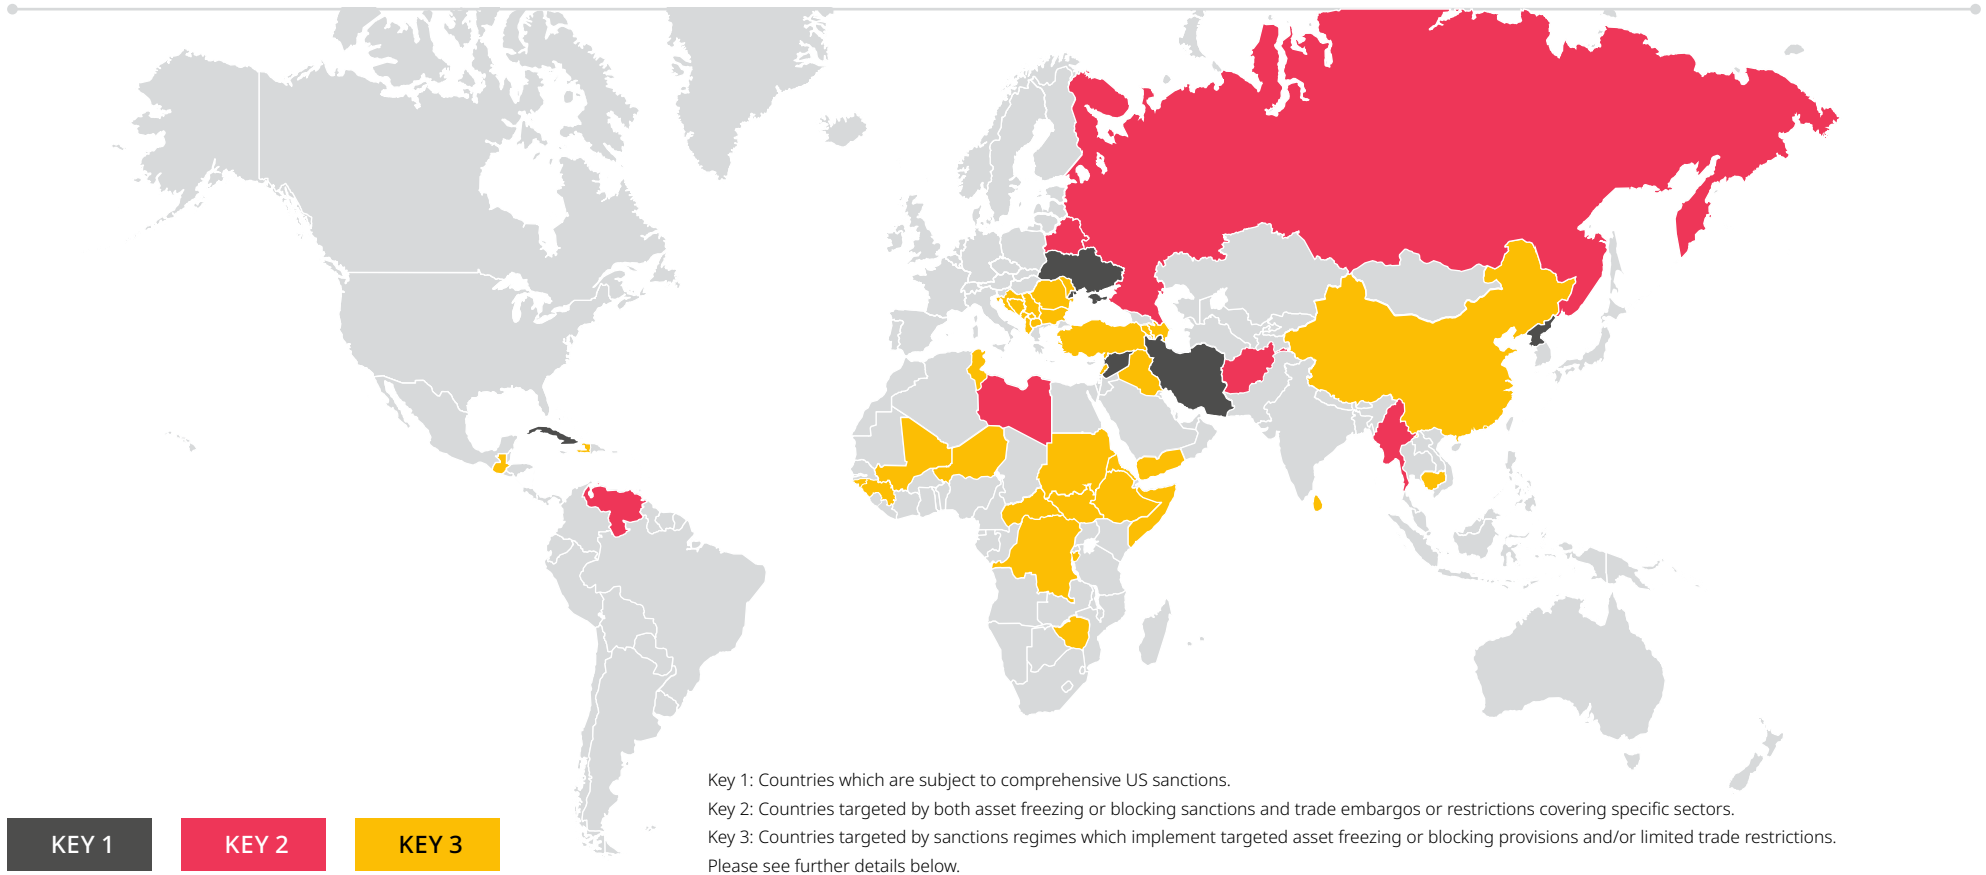 Key 1: Countries which are subject to comprehensive US sanctions.
Key 2: Countries targeted by both asset freezing or blocking sanctions and trade embargos or restrictions covering specific sectors.
Key 3: Countries targeted by sanctions regimes which implement targeted asset freezing or blocking provisions and/or limited trade restrictions.
Please see further details below.
KEY 1
KEY 2
KEY 3